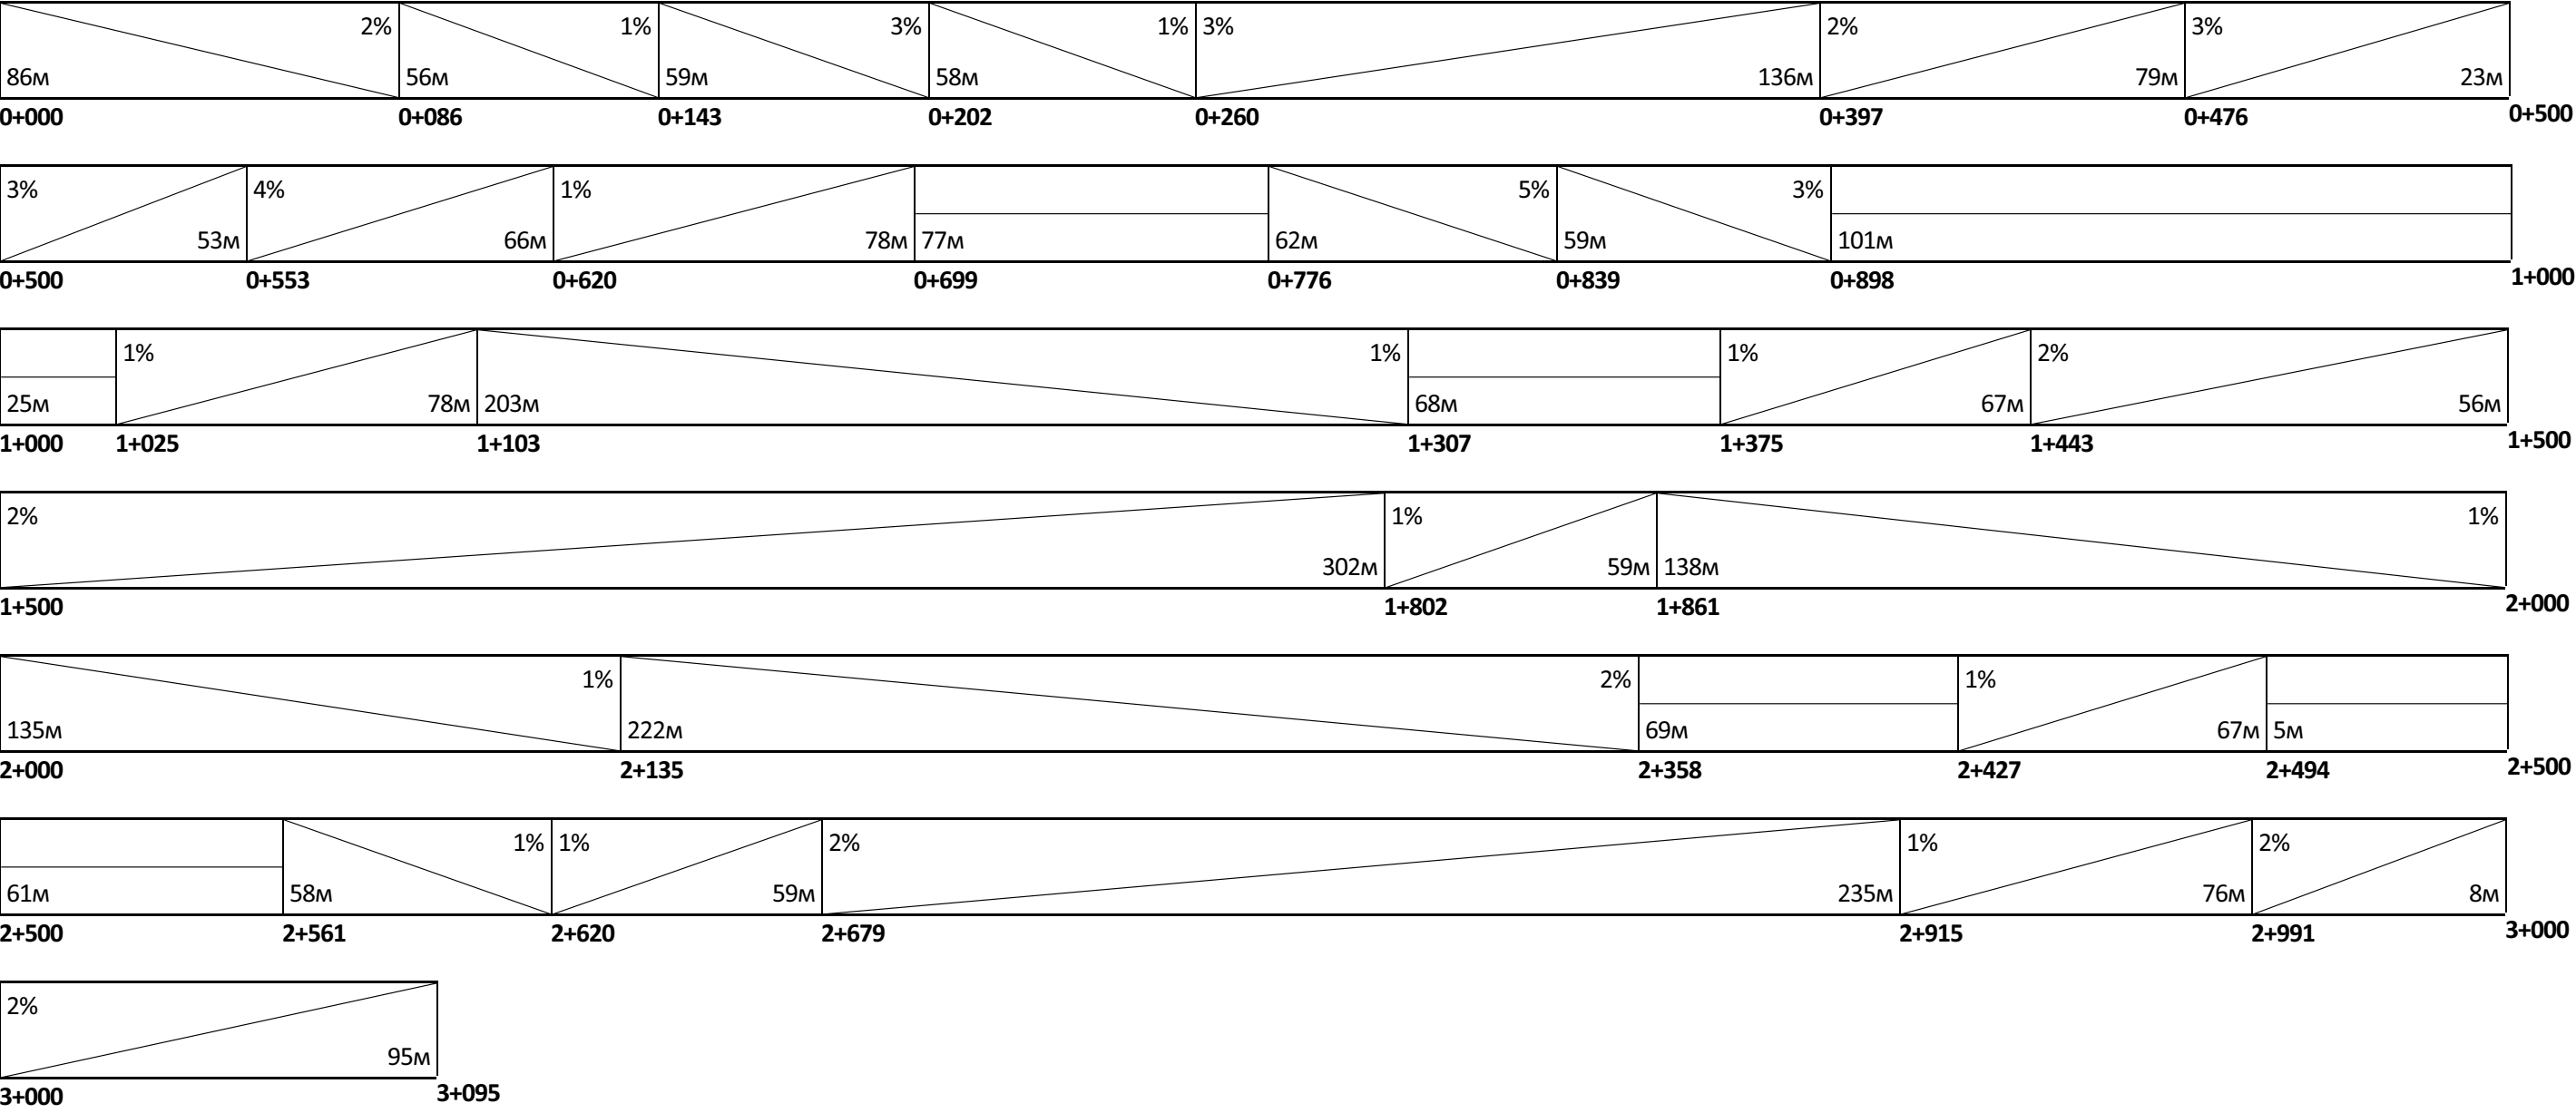 2% 1% 3% 1% 3% 2% 3%
86м 56м 59м 58м 136м 79м 23м
0+000 0+086 0+143 0+202 0+260 0+397 0+476 0+500
3% 4% 1% 5% 3%
53м 66м 78м 77м 62м 59м 101м
0+500 0+553 0+620 0+699 0+776 0+839 0+898 1+000
1% 1% 1% 2%
25м 78м 203м 68м 67м 56м
1+000 1+025 1+103 1+307 1+375 1+443 1+500
2% 1% 1%
302м 59м 138м
1+500 1+802 1+861 2+000
1% 2% 1%
135м 222м 69м 67м 5м
2+000 2+135 2+358 2+427 2+494 2+500
1% 1% 2% 1% 2%
61м 58м 59м 235м 76м 8м
2+500 2+561 2+620 2+679 2+915 2+991 3+000
2%
95м
3+000 3+095